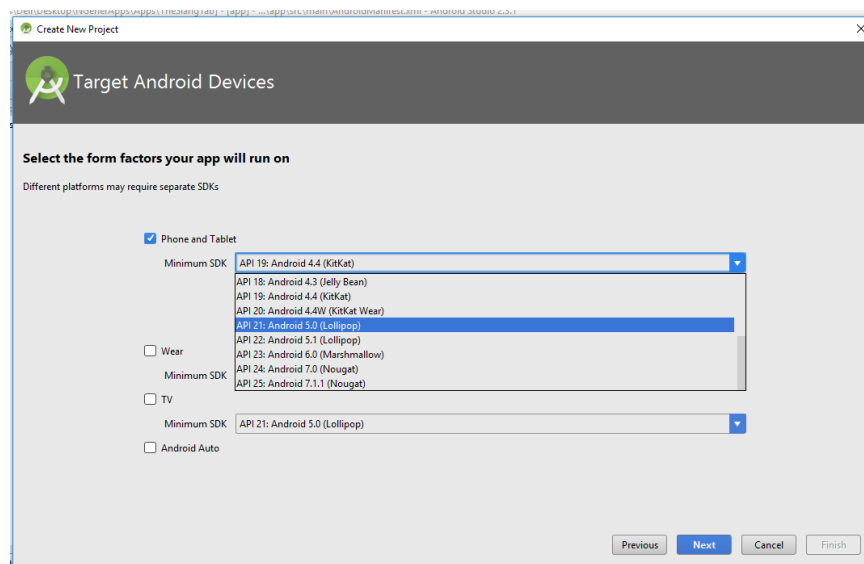 Create New Project
Target Android Devices
Select the form factors your app will run on
Different platforms may require separate SDKs
Phone and Tablet
Minimum SDK API 19: Android 4.4 (KitKat)
API 18: Android 4.3 (Jelly Bean)
API 19: Android 4.4 (KitKat)
API 20: Android 4.4W (KitKat Wear)
API 21: Android 5.0 (Lollipop)
API 22: Android 5.1 (Lollipop)
Wear
API 23: Android 6.0 (Marshmallow)
API 24: Android 7.0 (Nougat)
Minimum SDK
API 25: Android 7.1.1 (Nougat)
TV
Minimum SDK API 21: Android 5.0 (Lollipop)
Android Auto
Previous Next Cancel Finish